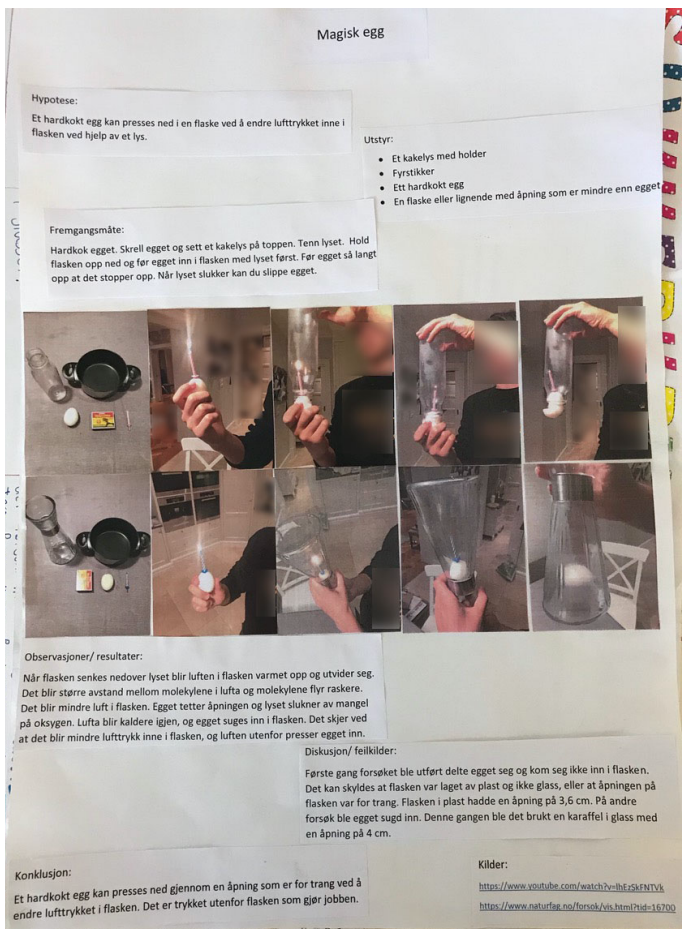 Magisk egg
Hypotese:
Et hardkokt egg kan presses ned i en flaske ved å endre lufttrykket inne i
flasken ved hjelp av et lys.
Utstyr:
• Et kakelys med holder
• Fyrstikker
• Ett hardkokt egg
• En flaske eller lignende med åpning som er mindre enn egget
Fremgangsmåte:
Hardkok egget. Skrell egget og sett et kakelys på toppen. Tenn lyset. Hold
flasken opp ned og før egget inn i flasken med lyset først. Før egget så langt
opp at det stopper opp. Når lyset slukker kan du slippe egget.
Observasjoner/ resultater:
Når flasken senkes nedover lyset blir luften i flasken varmet opp og utvider seg.
Det blir større avstand mellom molekylene i lufta og molekylene flyr raskere.
Det blir mindre luft i flasken. Egget tetter åpningen og lyset slukner av mangel
på oksygen. Lufta blir kaldere igjen, og egget suges inn i flasken. Det skjer ved
at det blir mindre lufttrykk inne i flasken, og luften utenfor presser egget inn.
Diskusjon/ feilkilder:
Første gang forsøket ble utført delte egget seg og kom seg ikke inn i flasken.
Det kan skyldes at flasken var laget av plast og ikke glass, eller at åpningen på
flasken var for trang. Flasken i plast hadde en åpning på 3,6 cm. På andre
forsøk ble egget sugd inn. Denne gangen ble det brukt en karaffel i glass med
en åpning på 4 cm.
Konklusjon:
Et hardkokt egg kan presses ned gjennom en åpning som er for trang ved å
endre lufttrykket i flasken. Det er trykket utenfor flasken som gjør jobben.
Kilder:
https://www.youtube.com/watch?v=lhEzSkFNTVk
https://www.naturfag.no/forsok/vis.html?tid=16700